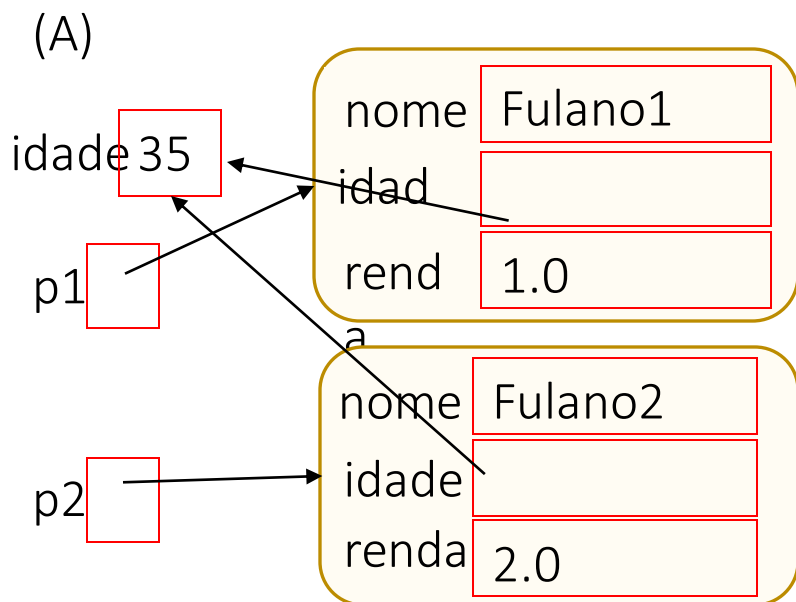 (A)
idade 35
p1
nome Fulano1
idad
rend 1.0
a
p2
nome Fulano2
idade
renda 2.0